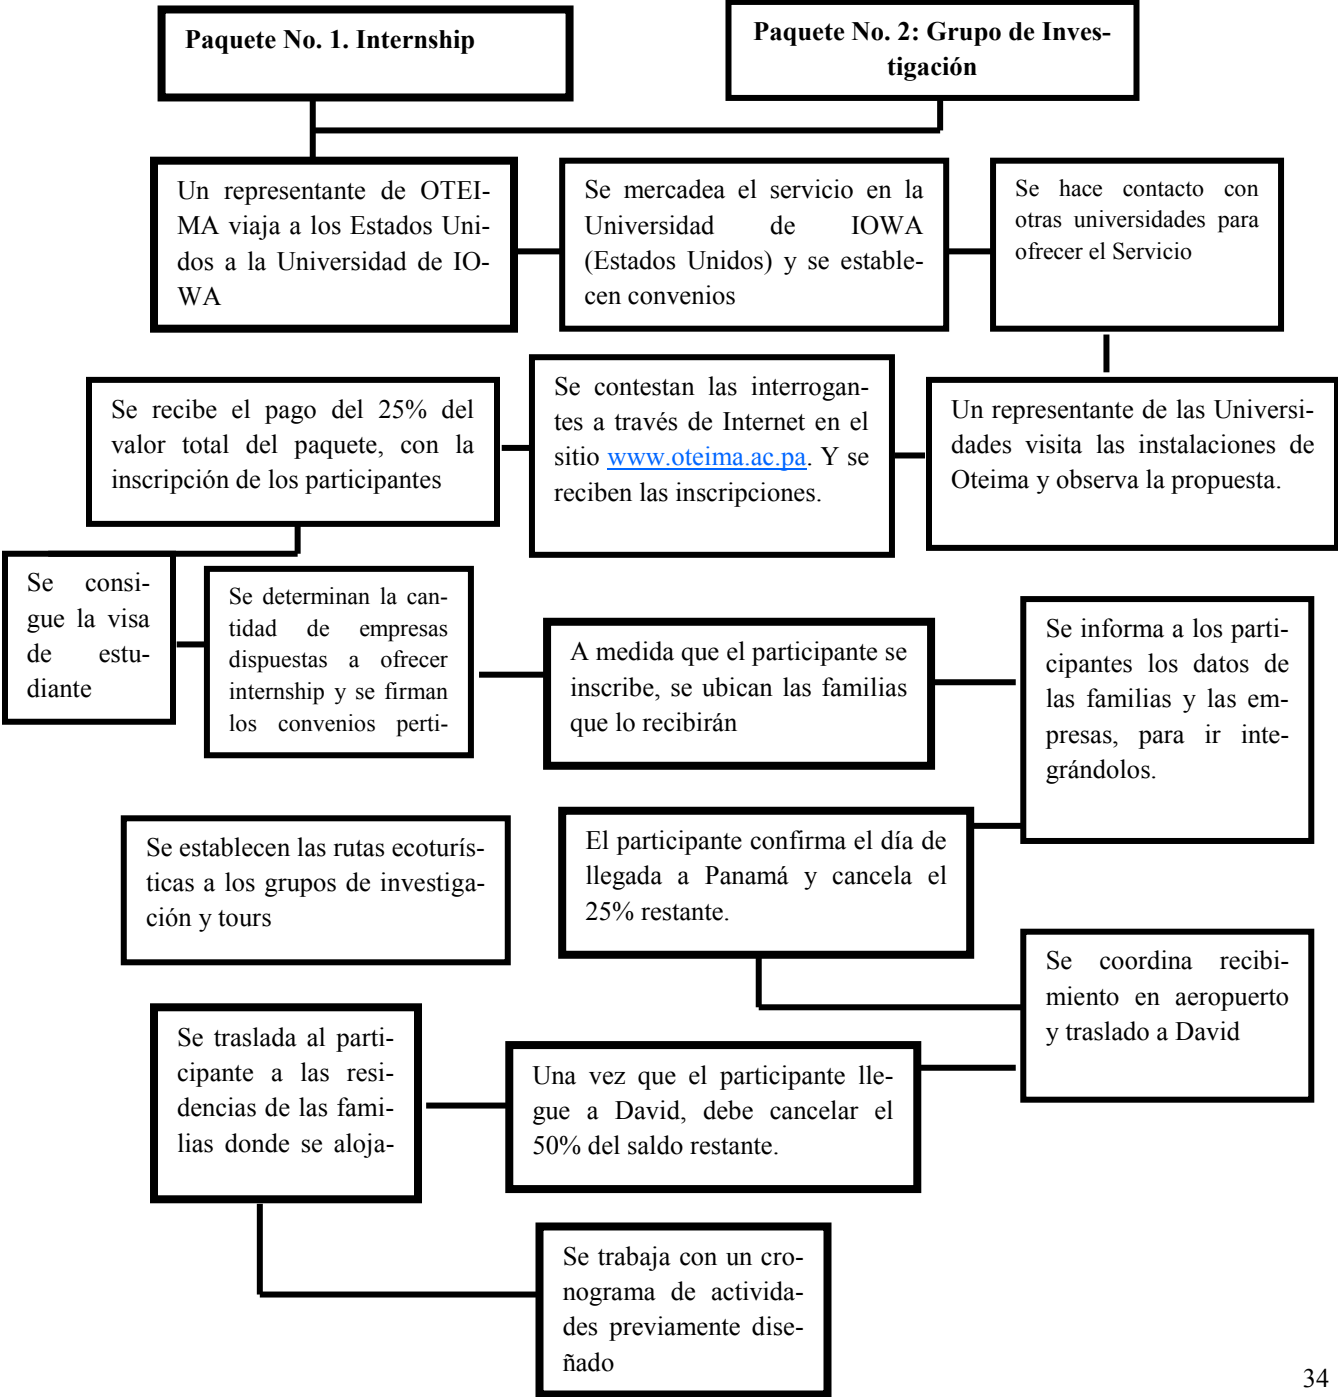 Paquete No. 1. Internship
Paquete No. 2: Grupo de Inves-
tigación
Un representante de OTEI-
MA viaja a los Estados Uni-
dos a la Universidad de IO-
WA
Se mercadea el servicio en la
Universidad de IOWA
(Estados Unidos) y se estable-
cen convenios
Se hace contacto con
otras universidades para
ofrecer el Servicio
Un representante de las Universi-
dades visita las instalaciones de
Oteima y observa la propuesta.
Se contestan las interrogan-
tes a través de Internet en el
sitio www.oteima.ac.pa. Y se
reciben las inscripciones.
Se recibe el pago del 25% del
valor total del paquete, con la
inscripción de los participantes
Se consi-
gue la visa
de estu-
diante
Se determinan la can-
tidad de empresas
dispuestas a ofrecer
internship y se firman
los convenios perti-
A medida que el participante se
inscribe, se ubican las familias
que lo recibirán
Se informa a los parti-
cipantes los datos de
las familias y las em-
presas, para ir inte-
grándolos.
Se establecen las rutas ecoturís-
ticas a los grupos de investiga-
ción y tours
El participante confirma el día de
llegada a Panamá y cancela el
25% restante.
Se coordina recibi-
miento en aeropuerto
y traslado a David
Una vez que el participante lle-
gue a David, debe cancelar el
50% del saldo restante.
Se traslada al parti-
cipante a las resi-
dencias de las fami-
lias donde se aloja-
Se trabaja con un cro-
nograma de activida-
des previamente dise-
ñado
34